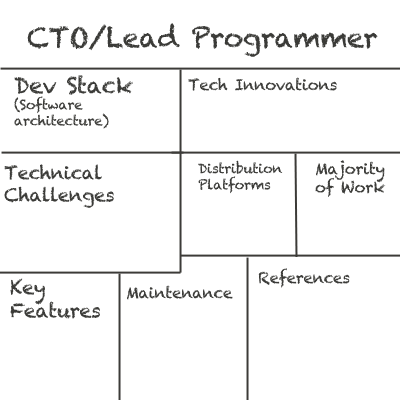 CTO/Lead Programmer
Dev Stack
(Software
architecture)
Tech Innovations
Technical
Challenges
Distribution
Platforms
Majority
of Work
Key
Features
Maintenance
References